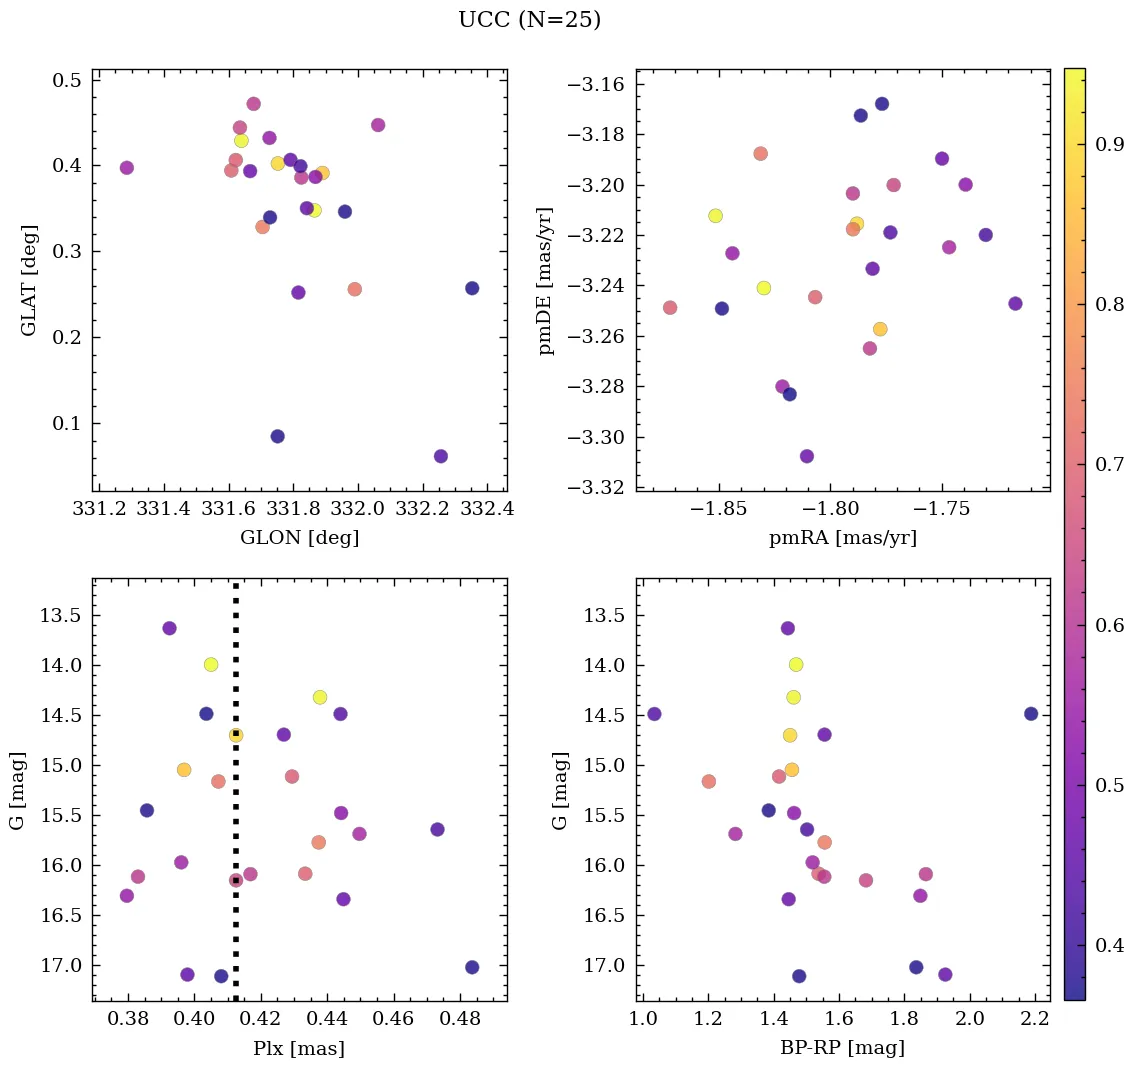 UCC (N=25)
0.5
0.4
0.3
0.2
0.1
GLAT [deg]
331.2 331.4 331.6 331.8 332.0 332.2 332.4
GLON [deg]
−3.16
−3.18
−3.20
−3.22
−3.24
−3.26
−3.28
−3.30
−3.32
pmDE [mas/yr]
−1.85 −1.80 −1.75
pmRA [mas/yr]
13.5
14.0
14.5
15.0
15.5
16.0
16.5
17.0
G [mag]
0.38 0.40 0.42 0.44 0.46 0.48
Plx [mas]
13.5
14.0
14.5
15.0
15.5
16.0
16.5
17.0
G [mag]
1.0 1.2 1.4 1.6 1.8 2.0 2.2
BP-RP [mag]
0.9
0.8
0.7
0.6
0.5
0.4